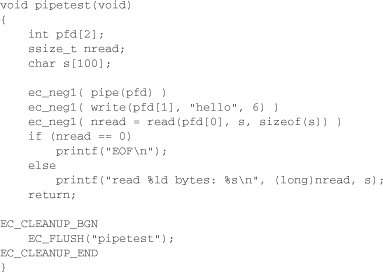 void pipetest(void)
{
    int pfd[2];
    ssize_t nread;
    char s[100];

    ec_neg1( pipe(pfd) )
    ec_neg1( write(pfd[1], "hello", 6) )
    ec_neg1( nread = read(pfd[0], s, sizeof(s)) )
    if (nread == 0)
        printf("EOF\n");
    else
        printf("read %ld bytes: %s\n", (long)nread, s);
    return;

EC_CLEANUP_BGN
    EC_FLUSH("pipetest");
EC_CLEANUP_END
}